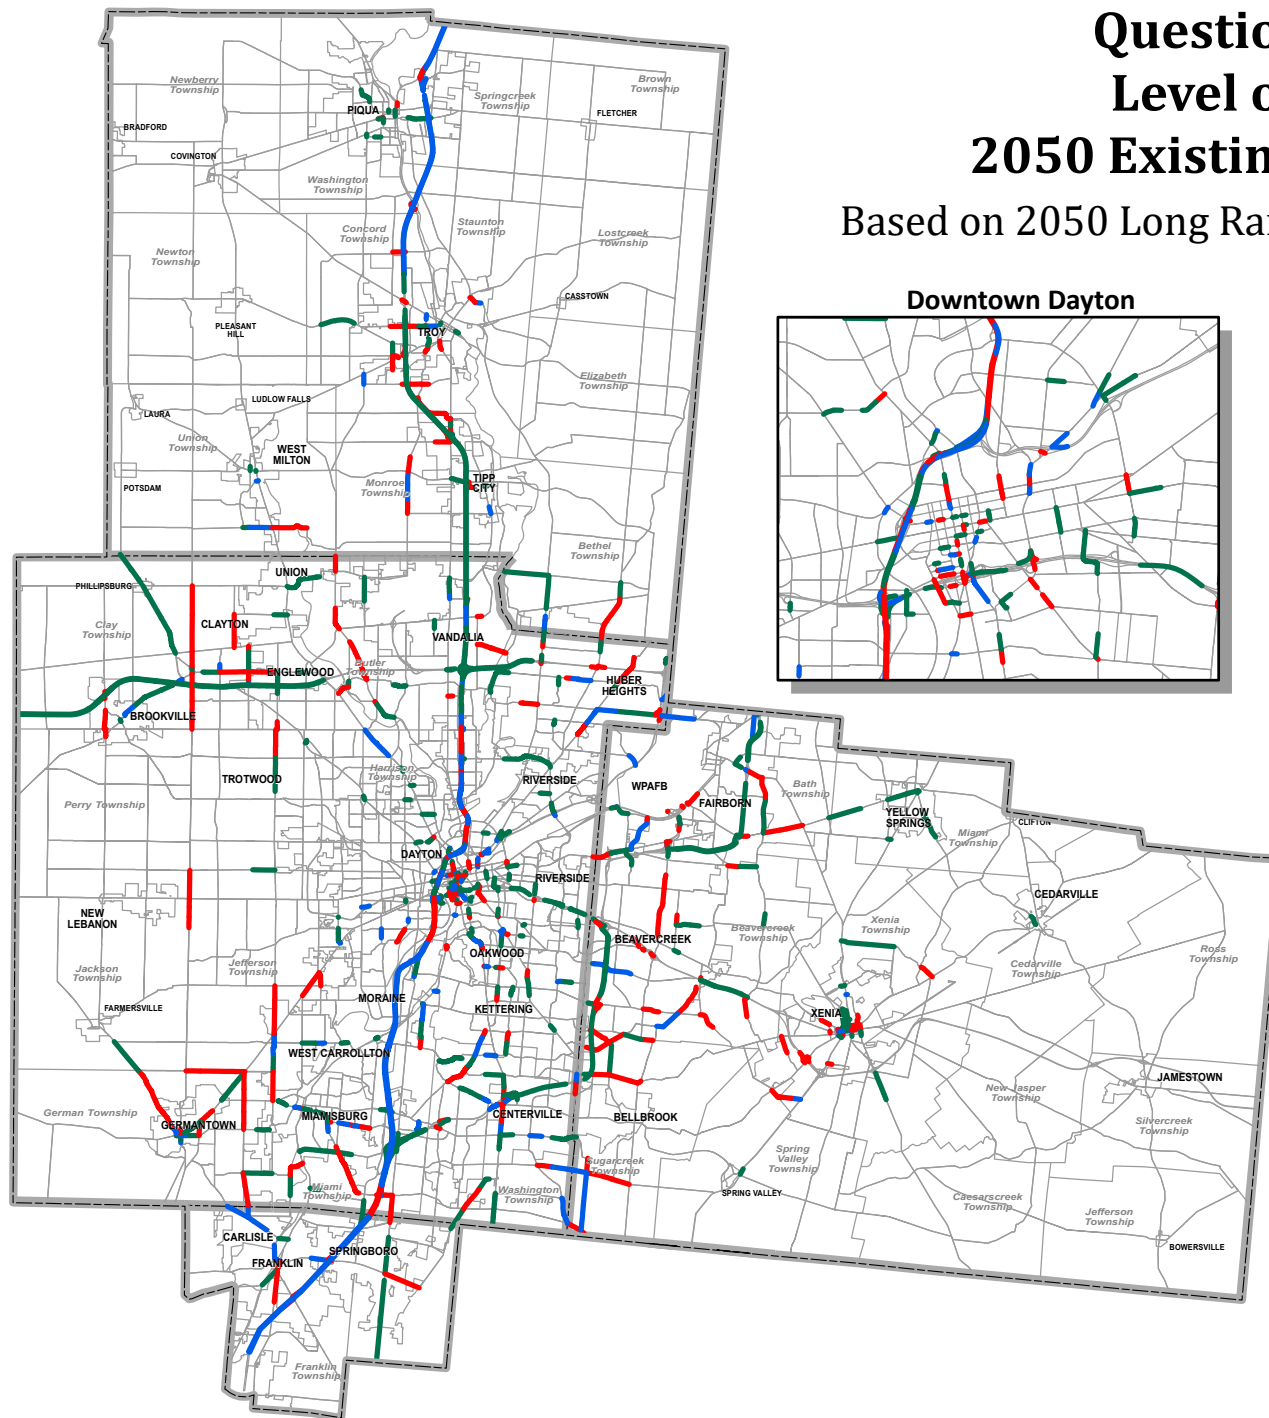 Questio
Level o
2050 Existin
Based on 2050 Long Ra
Downtown Dayton
Newberry
Township
Brown
Township
Springcreek
Township
PIQUA
FLETCHER
BRADFORD
COVINGTON
Washington
Township
Staunton
Township
Concord
Township
Lostcreek
Township
Newton
Township
CASSTOWN
PLEASANT
HILL
TROY
Elizabeth
Township
LUDLOW FALLS
LAURA
Union
Township
WEST
MILTON
TIPP
CITY
POTSDAM
Monroe
Township
Bethel
Township
UNION
PHILLIPSBURG
Clay
Township
CLAYTON
VANDALIA
Butler
Township
ENGLEWOOD
HUBER
HEIGHTS
BROOKVILLE
Harrison
Township
TROTWOOD
RIVERSIDE
WPAFB
Bath
Township
Perry Township
FAIRBORN
YELLOW
SPRINGS
CLIFTON
Miami
Township
DAYTON
RIVERSIDE
CEDARVILLE
NEW
LEBANON
Xenia
Township
Beavercreek
Township
BEAVERCREEK
OAKWOOD
Ross
Township
Jackson
Township
Jefferson
Township
Cedarville
Township
MORAINE
FARMERSVILLE
KETTERING
XENIA
WEST CARROLLTON
JAMESTOWN
New Jasper
Township
German Township
GERMANTOWN
MIAMISBURG
CENTERVILLE
BELLBROOK
Silvercreek
Township
Spring
Valley
Township
Sugarcreek
Township
Miami
Township
Washington
Township
SPRING VALLEY
Caesarscreek
Township
Jefferson
Township
CARLISLE
SPRINGBORO
BOWERSVILLE
FRANKLIN
Franklin
Township